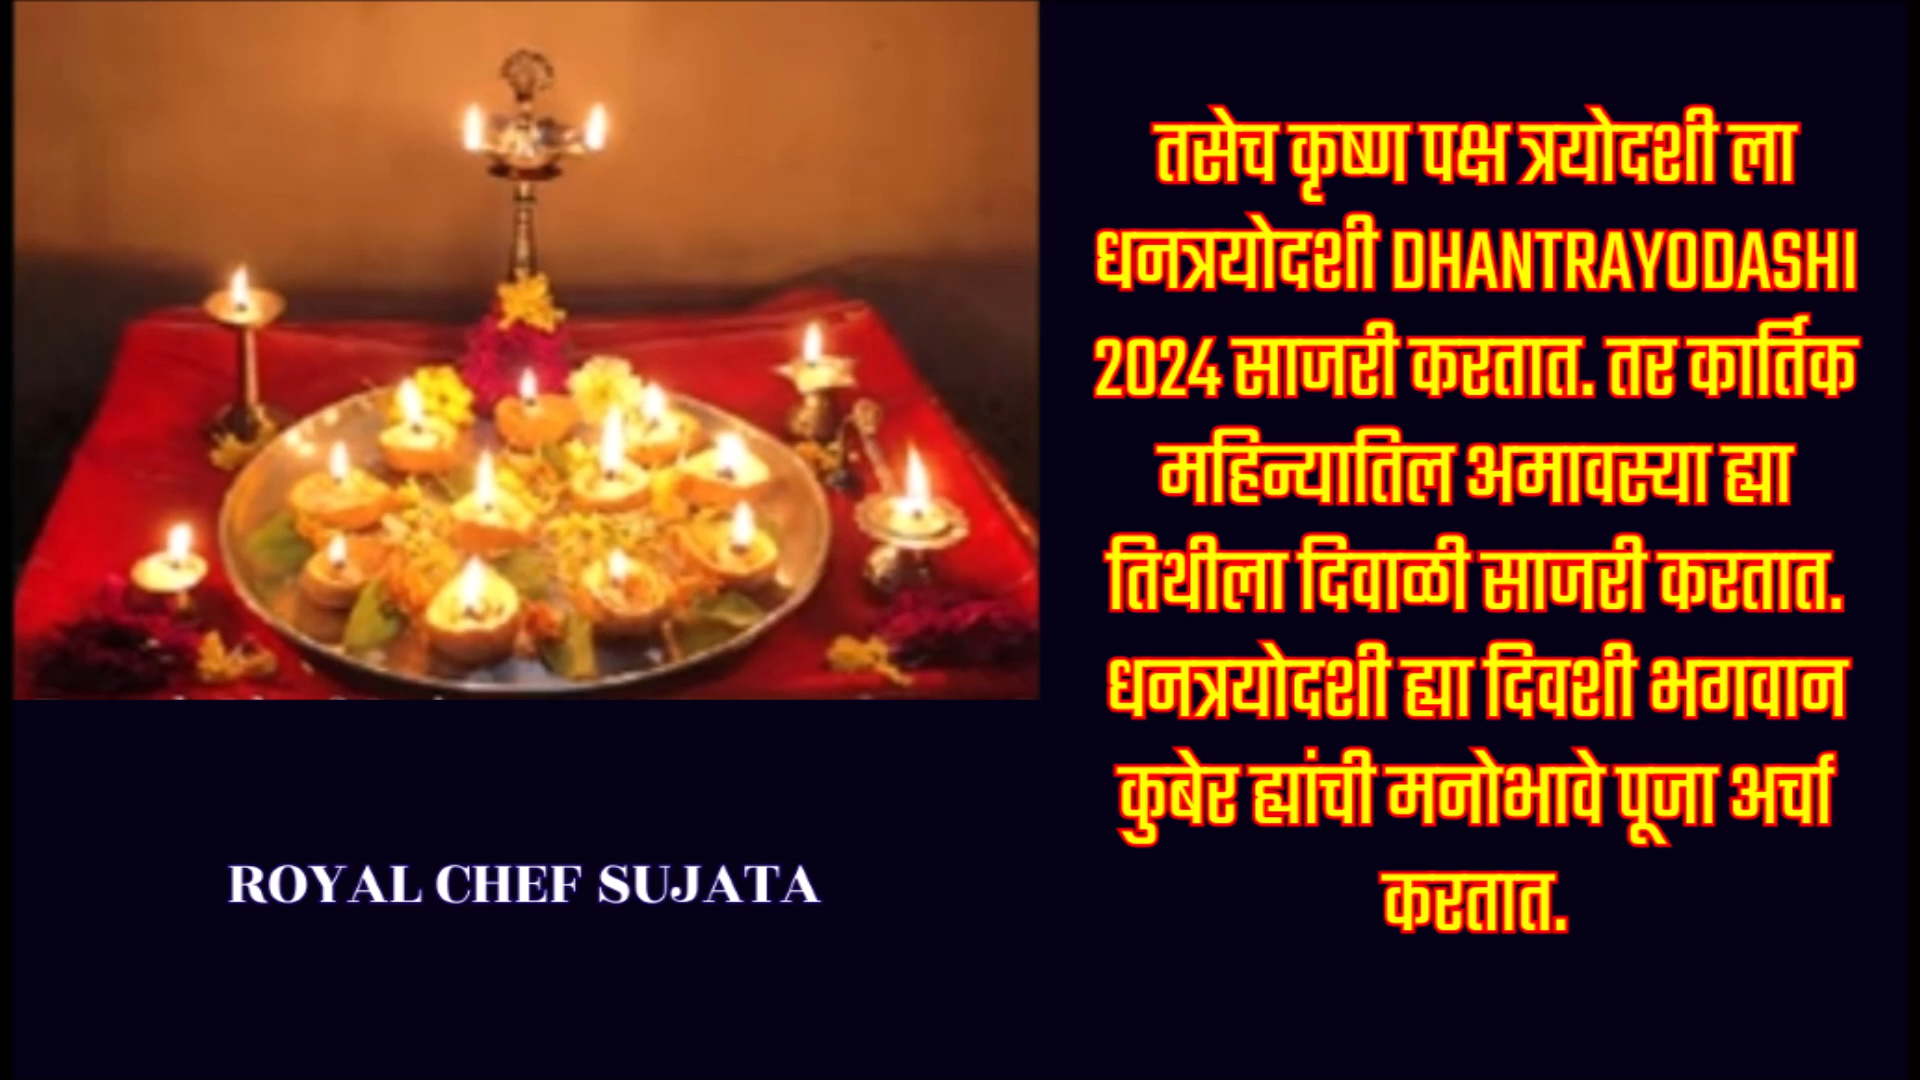 तसेच कृष्ण पक्ष त्रयोदशी ला
धनत्रयोदशी DHANTRAYODASHI
2024 साजरी करतात. तर कार्तिक
महिन्यातिल अमावस्या ह्या
तिथीला दिवाळी साजरी करतात.
धनत्रयोदशी ह्या दिवशी भगवान
कुबेर ह्यांची मनोभावे पूजा अर्चा
करतात.
ROYAL CHEF SUJATA